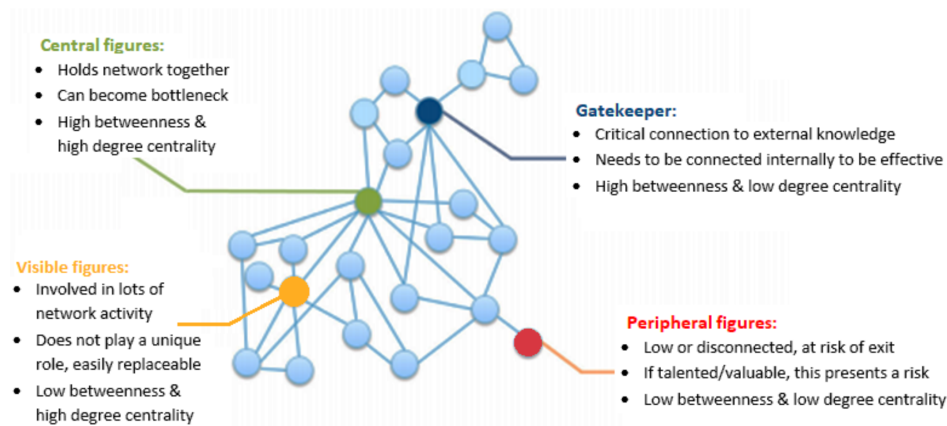 Central figures:
• Holds network together
• Can become bottleneck
• High betweenness &
high degree centrality
Gatekeeper:
• Critical connection to external knowledge
• Needs to be connected internally to be effective
• High betweenness & low degree centrality
Visible figures:
• Involved in lots of
network activity
• Does not play a unique
role, easily replaceable
• Low betweenness &
high degree centrality
Peripheral figures:
• Low or disconnected, at risk of exit
• If talented/valuable, this presents a risk
• Low betweenness & low degree centrality